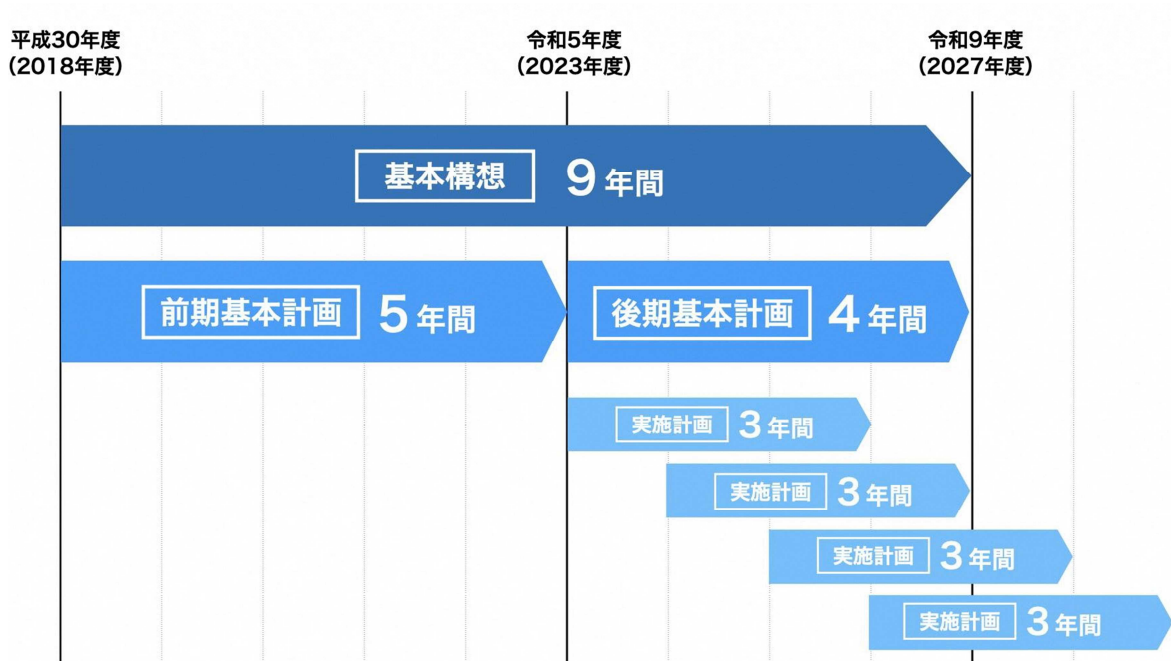 平成30年度
(2018年度)
令和5年度
(2023年度)
令和9年度
(2027年度)
基本構想 9年間
前期基本計画 5年間
後期基本計画 4年間
実施計画 3年間
実施計画 3年間
実施計画 3年間
実施計画 3年間